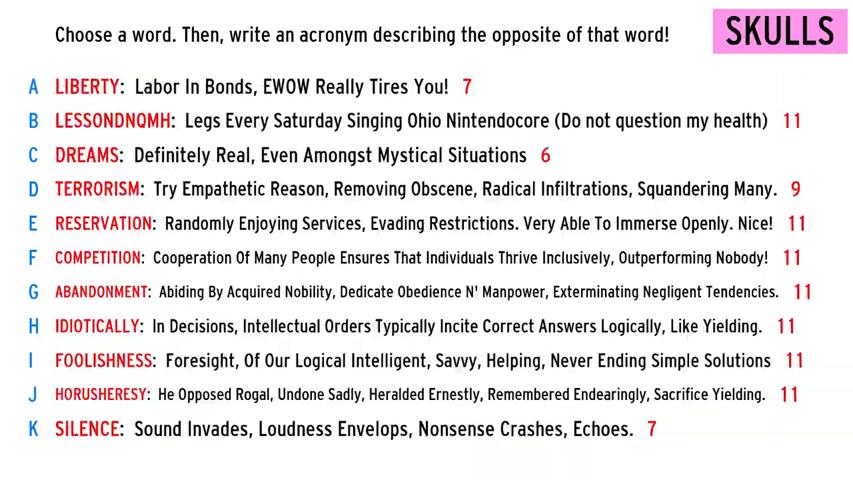 Choose a word. Then, write an acronym describing the opposite of that word!
SKULLS
A LIBERTY: Labor In Bonds, EWOW Really Tires You! 7
B LESSONDNQMH: Legs Every Saturday Singing Ohio Nintendocore (Do not question my health) 11
C DREAMS: Definitely Real, Even Amongst Mystical Situations 6
D TERRORISM: Try Empathetic Reason, Removing Obscene, Radical Infiltrations, Squandering Many. 9
E RESERVATION: Randomly Enjoying Services, Evading Restrictions. Very Able To Immerse Openly. Nice! 11
F COMPETITION: Cooperation Of Many People Ensures That Individuals Thrive Inclusively, Outperforming Nobody! 11
G ABANDONMENT: Abiding By Acquired Nobility, Dedicate Obedience N' Manpower, Exterminating Negligent Tendencies. 11
H IDIOTICALLY: In Decisions, Intellectual Orders Typically Incite Correct Answers Logically, Like Yielding. 11
I FOOLISHNESS: Foresight, Of Our Logical Intelligent, Savvy, Helping, Never Ending Simple Solutions 11
J HORUSHERESY: He Opposed Rogal, Undone Sadly, Heralded Ernestly, Remembered Endearingly, Sacrifice Yielding. 11
K SILENCE: Sound Invades, Loudness Envelops, Nonsense Crashes, Echoes. 7